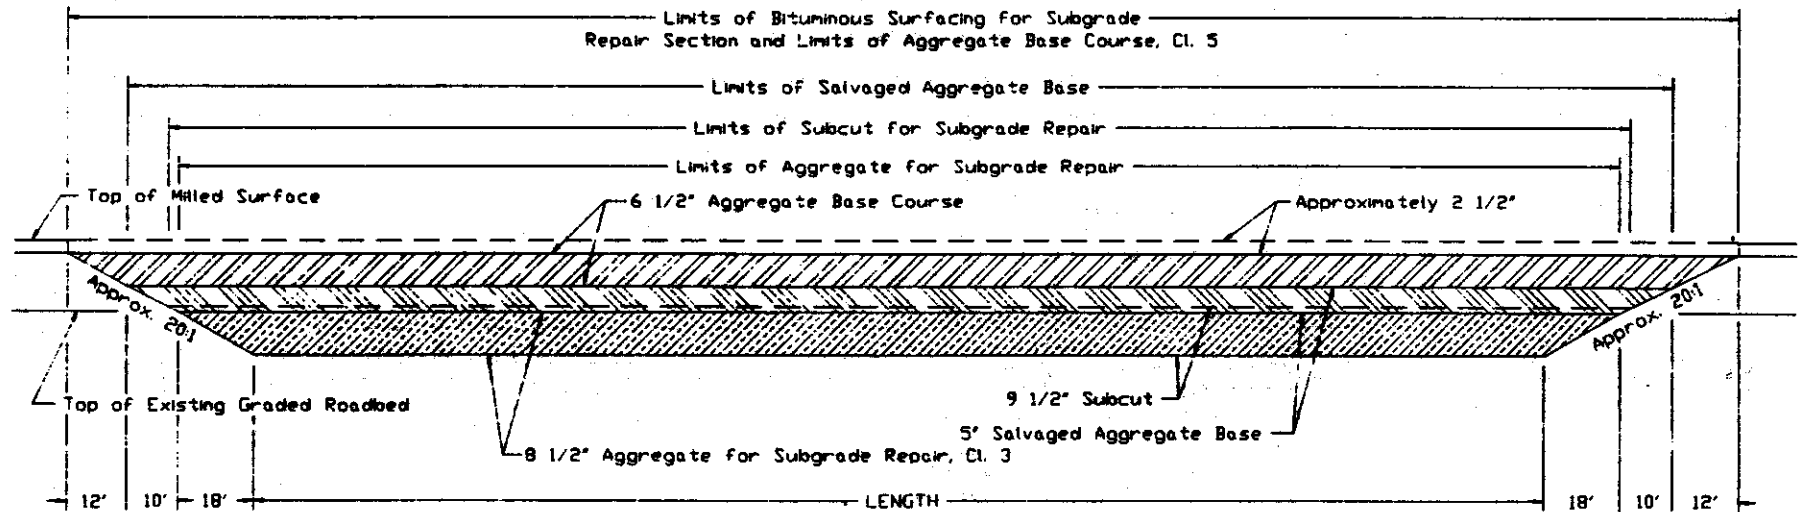 Limits of Bituminous Surfacing for Subgrade
Repair Section and Limits of Aggregate Base Course, Cl. 5
Limits of Salvaged Aggregate Base
Limits of Subcut for Subgrade Repair
Limits of Aggregate for Subgrade Repair
Top of Milled Surface
6 1/2" Aggregate Base Course
Approximately 2 1/2"
Approx. 20:1
Approx. 20:1
Top of Existing Graded Roadbed
9 1/2" Subcut
5" Salvaged Aggregate Base
8 1/2" Aggregate for Subgrade Repair, Cl. 3
12' 10' 18' LENGTH 18' 10' 12'